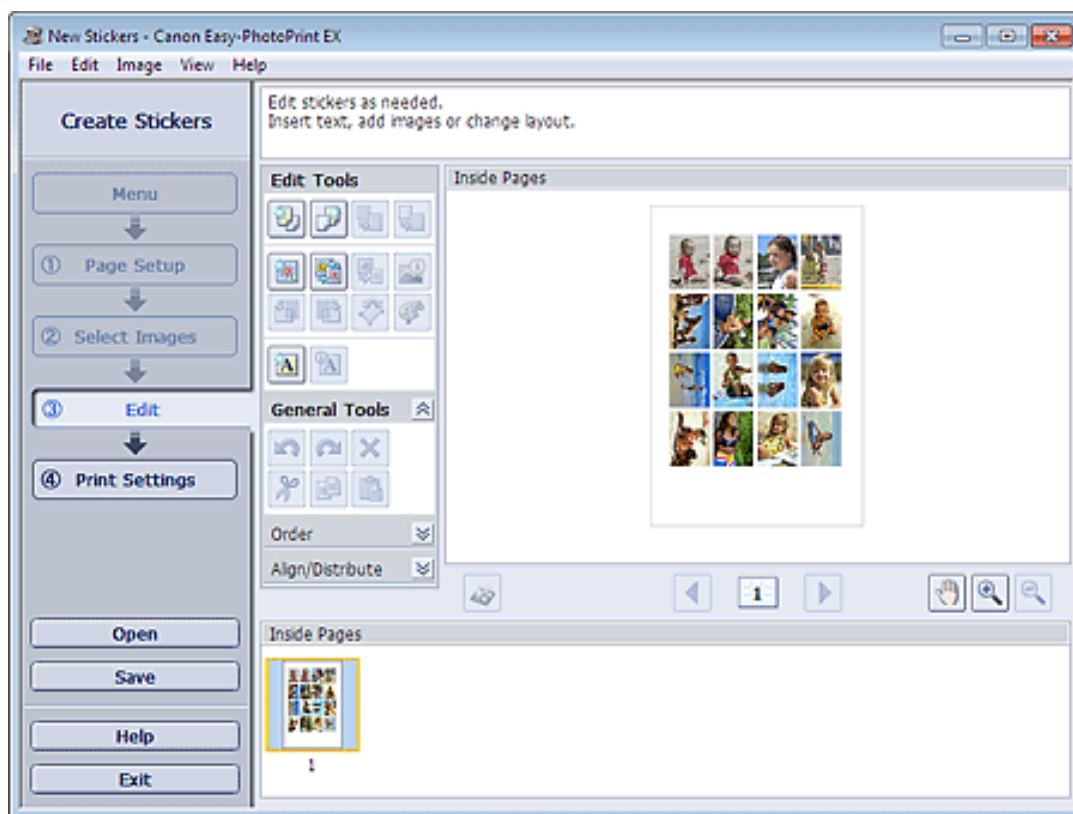 New Stickers - Canon Easy-PhotoPrint EX
File Edit Image View Help
Create Stickers
Edit stickers as needed.
Insert text, add images or change layout.
Menu
① Page Setup
② Select Images
③ Edit
④ Print Settings
Open
Save
Help
Exit
Edit Tools
A A
General Tools
Order
Align/Distribute
Inside Pages
1
Inside Pages
1